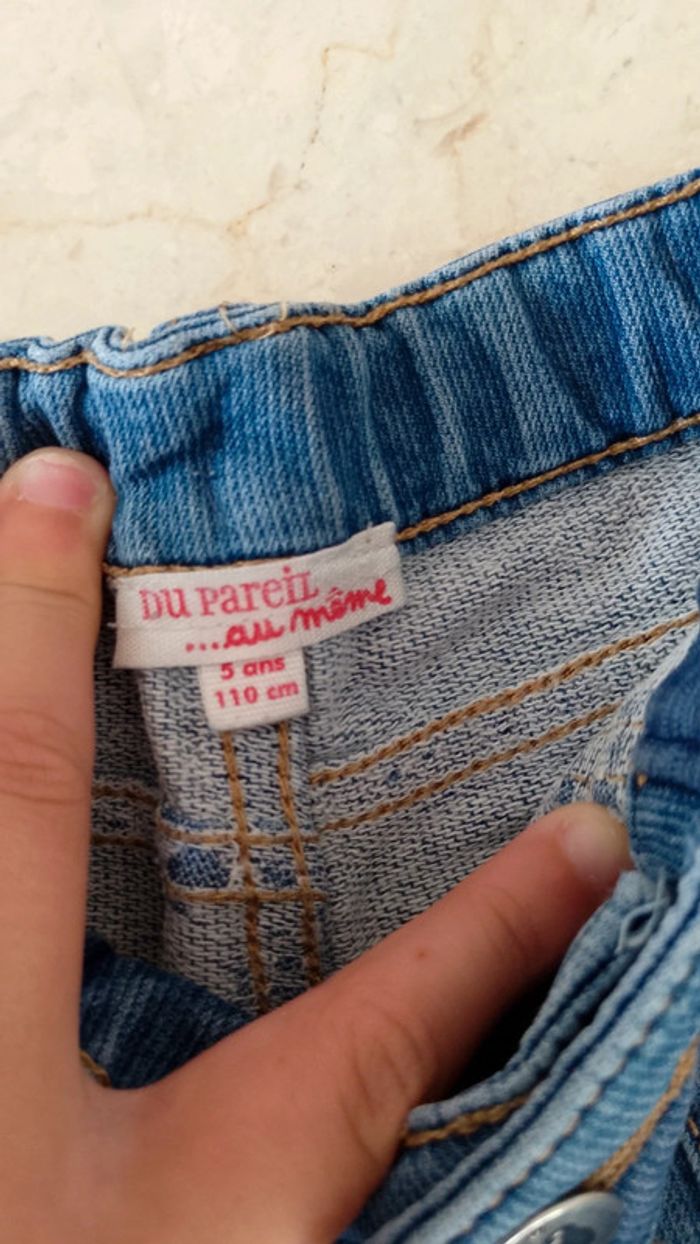 DU PareiL
...au même
5 ans
110 cm